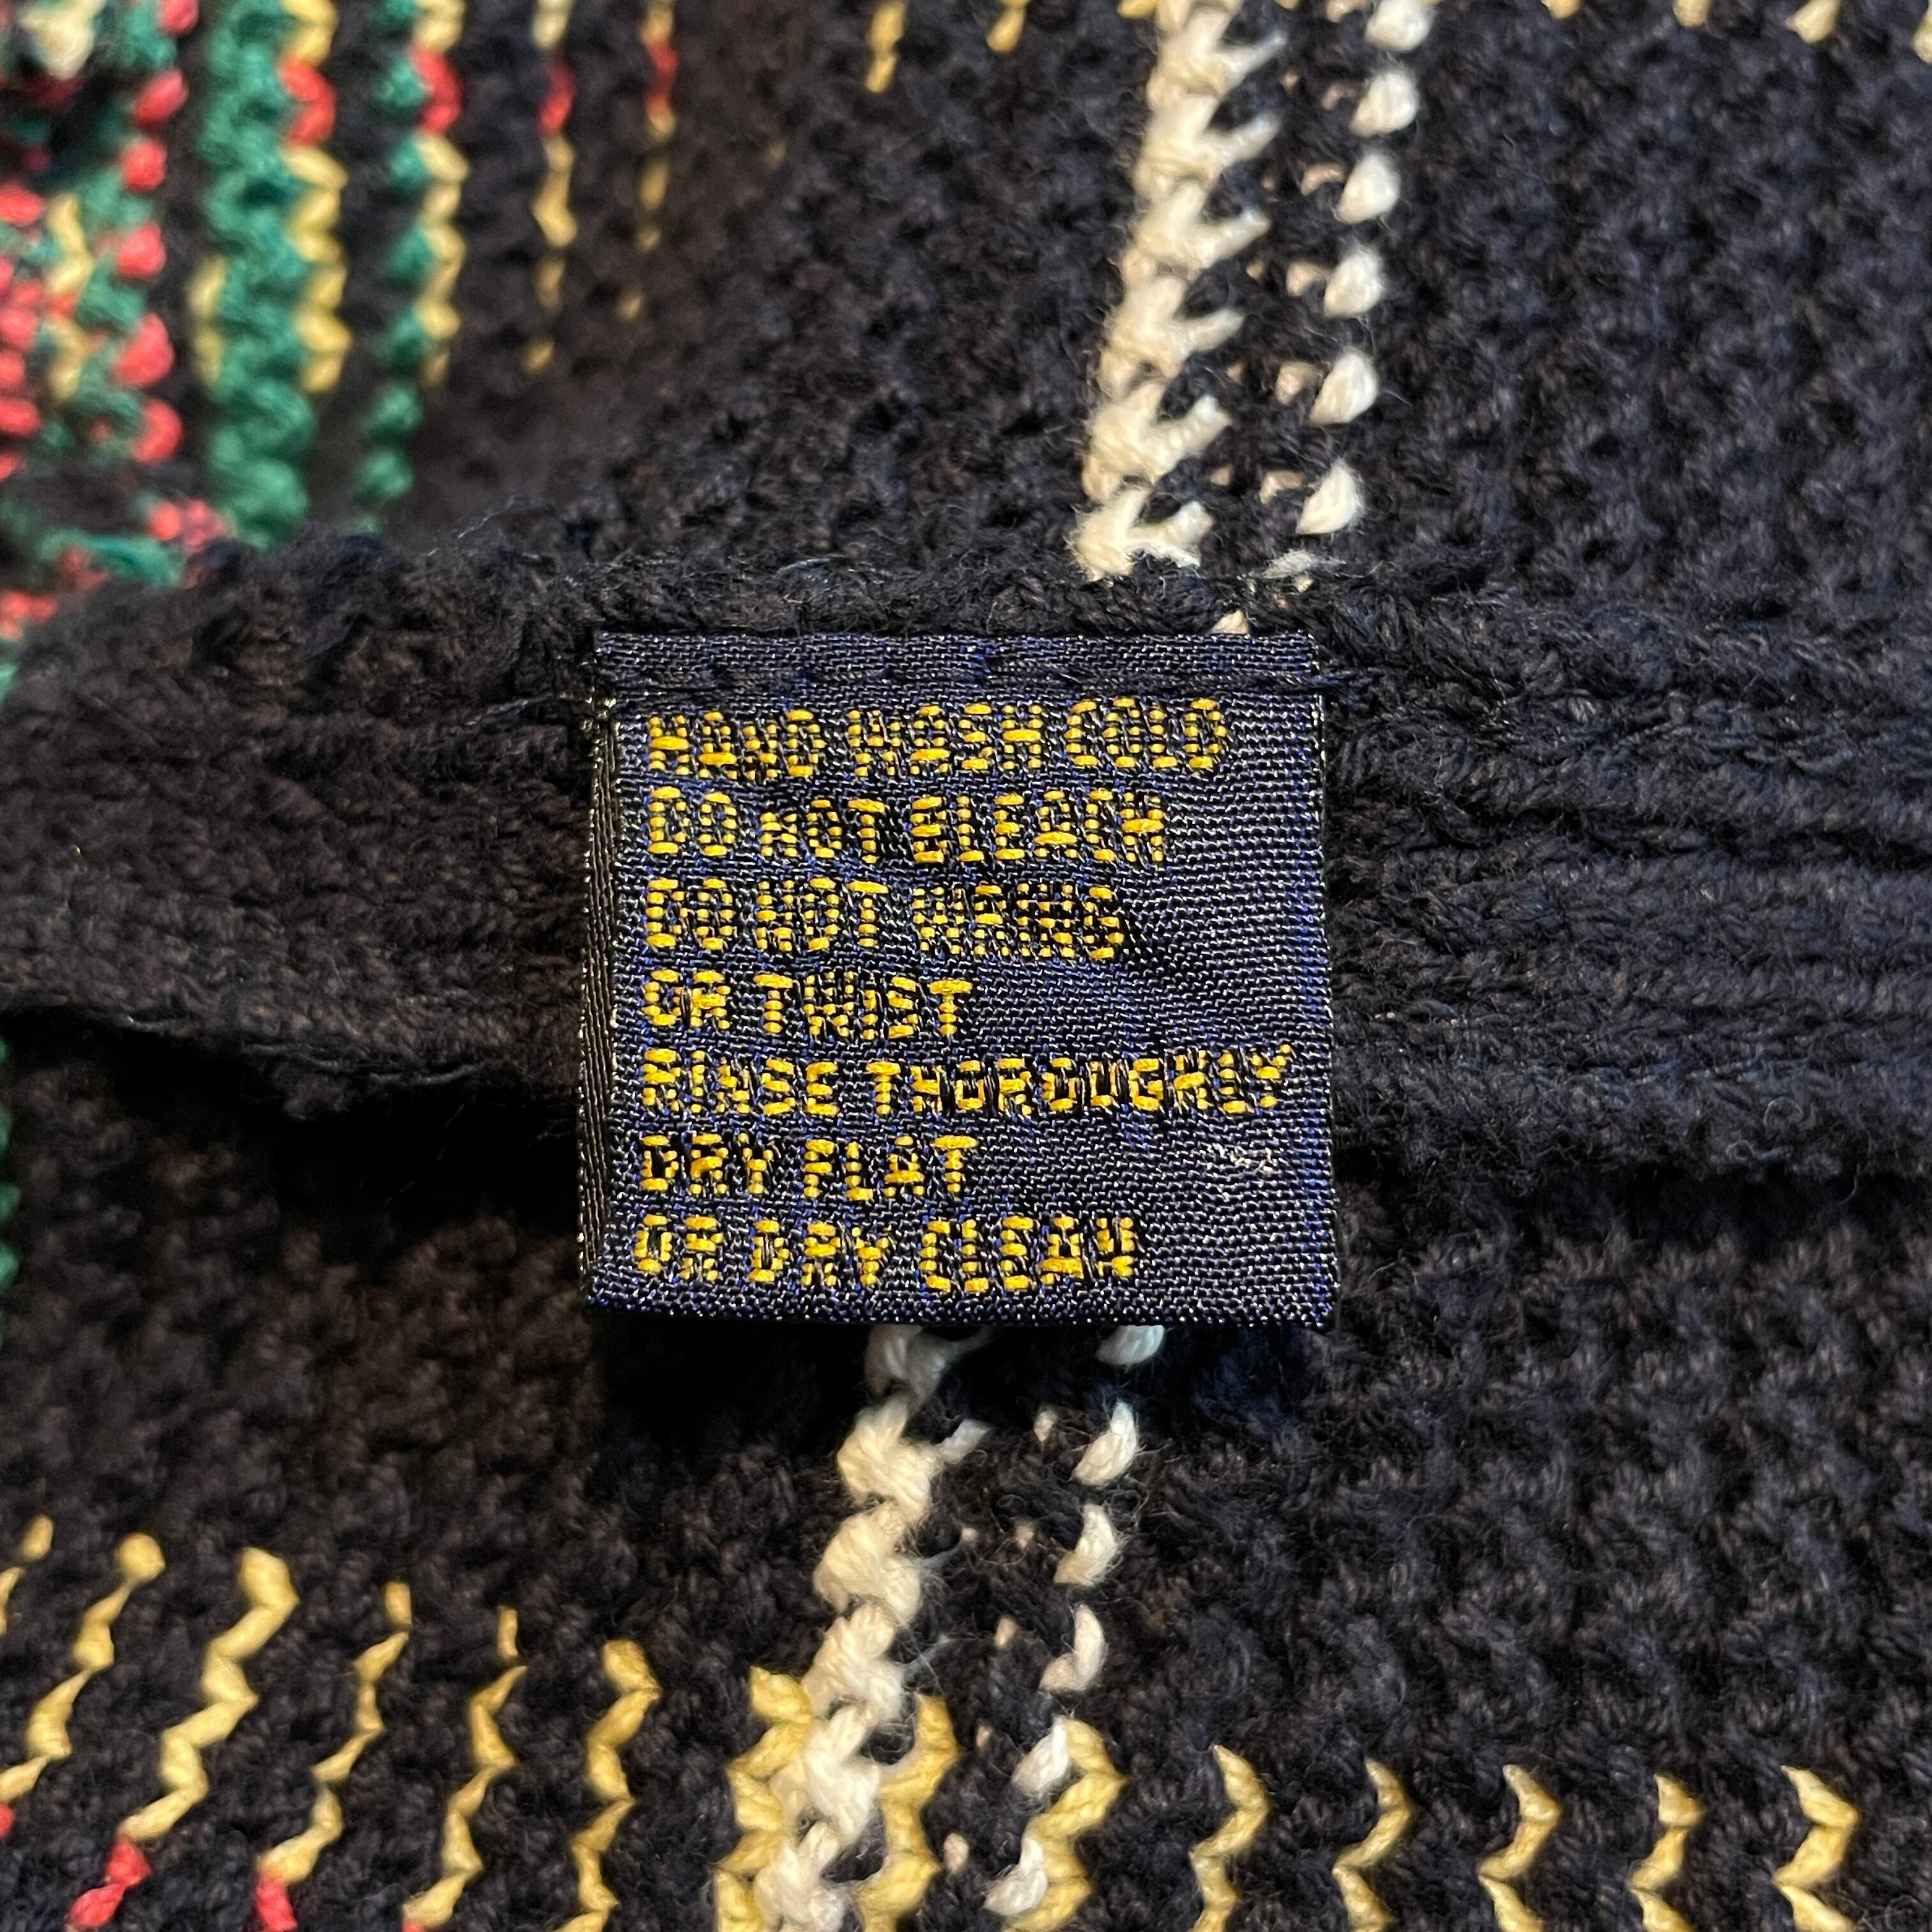 HAND WASH COLD
DO NOT BLEACH
DO NOT WRING
OR TWIST
RINSE THOROUGHLY
DRY FLAT
OR DRY CLEAN